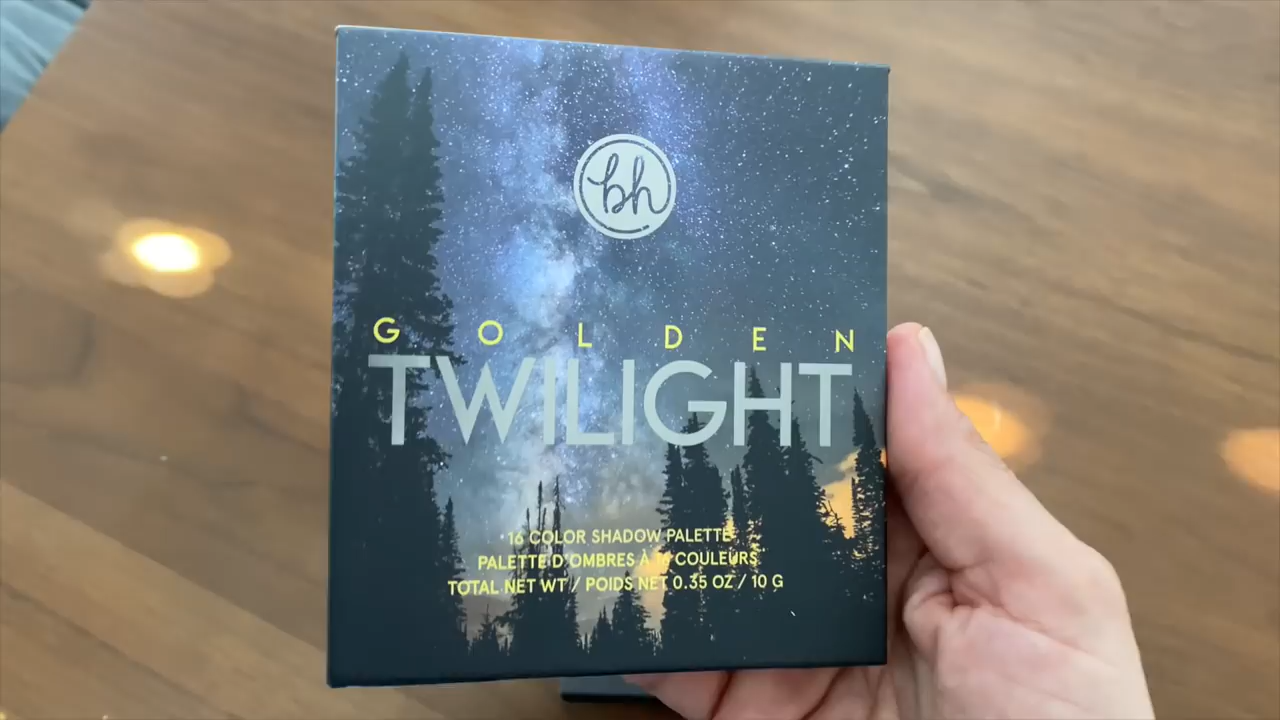 bh
GOLDEN
TWILIGHT
16 COLOR SHADOW PALETTE
PALETTE D'OMBRES À 16 COULEURS
TOTAL NET WT / POIDS NET 0.35 OZ / 10 G